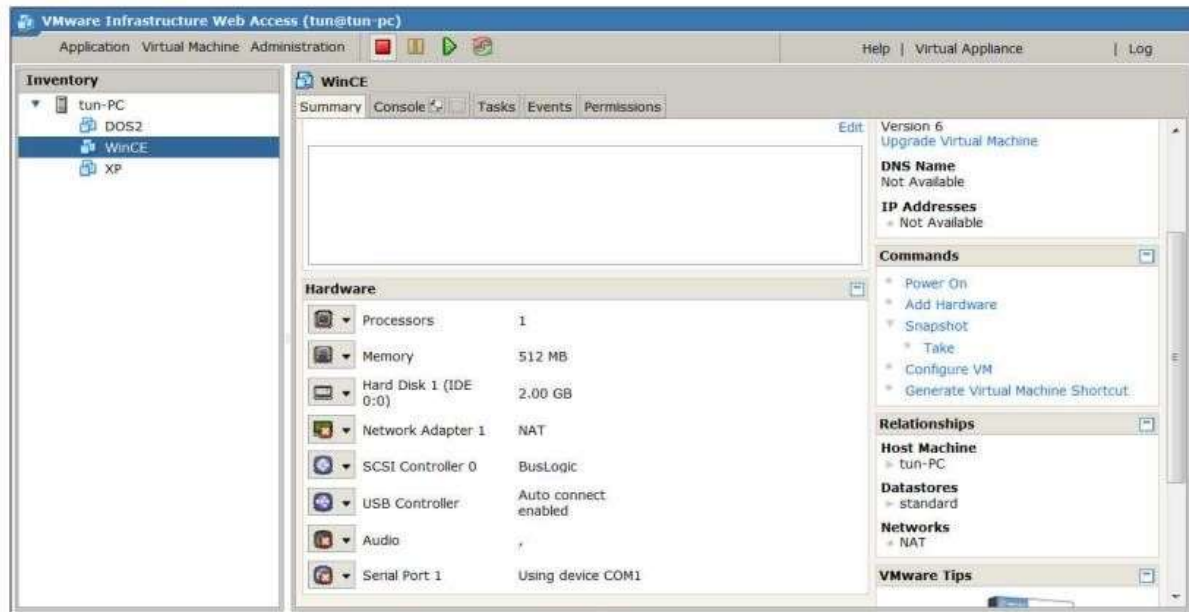 VMware Infrastructure Web Access (tun@tun-pc)
Application Virtual Machine Administration
Help | Virtual Appliance | Log
Inventory
tun-PC
DOS2
WinCE
XP
WinCE
Summary Console Tasks Events Permissions
Edit
Hardware
Processors 1
Memory 512 MB
Hard Disk 1 (IDE
0:0) 2.00 GB
Network Adapter 1 NAT
SCSI Controller 0 BusLogic
USB Controller Auto connect
enabled
Audio ,
Serial Port 1 Using device COM1
Version 6
Upgrade Virtual Machine
DNS Name
Not Available
IP Addresses
Not Available
Commands
Power On
Add Hardware
Snapshot
Take
Configure VM
Generate Virtual Machine Shortcut
Relationships
Host Machine
tun-PC
Datastores
standard
Networks
NAT
VMware Tips